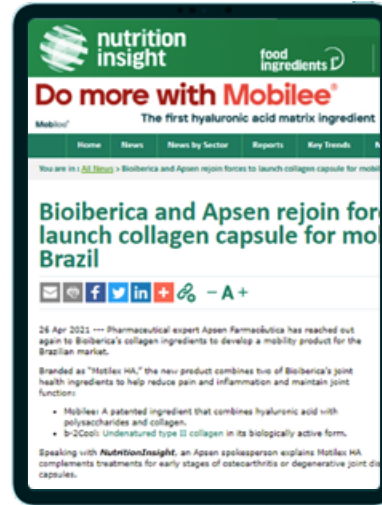 nutrition
insight
food
ingredients
Do more with Mobilee®
Mobilee®
The first hyaluronic acid matrix ingredient
Home News News by Sector Reports Key Trends
You are in: All News > Bioiberica and Apsen rejoin forces to launch collagen capsule for mobil
Bioiberica and Apsen rejoin for
launch collagen capsule for mo
Brazil
– A +
26 Apr 2021 --- Pharmaceutical expert Apsen Farmacêutica has reached out
again to Bioiberica's collagen ingredients to develop a mobility product for the
Brazilian market.
Branded as "Motilex HA," the new product combines two of Bioiberica's joint
health ingredients to help reduce pain and inflammation and maintain joint
function:
• Mobilee: A patented ingredient that combines hyaluronic acid with
polysaccharides and collagen.
• b-2Cool: Undenatured type II collagen in its biologically active form.
Speaking with NutritionInsight, an Apsen spokesperson explains Motilex HA
complements treatments for early stages of osteoarthritis or degenerative joint dis
capsules.